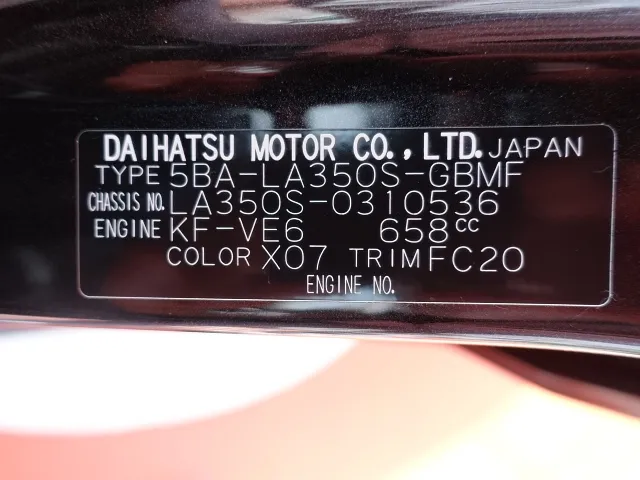 DAIHATSU MOTOR CO., LTD. JAPAN
TYPE 5BA-LA350S-GBMF
CHASSIS NO. LA350S-0310536
ENGINE KF-VE6 658cc
COLOR X07 TRIM FC20
ENGINE NO.